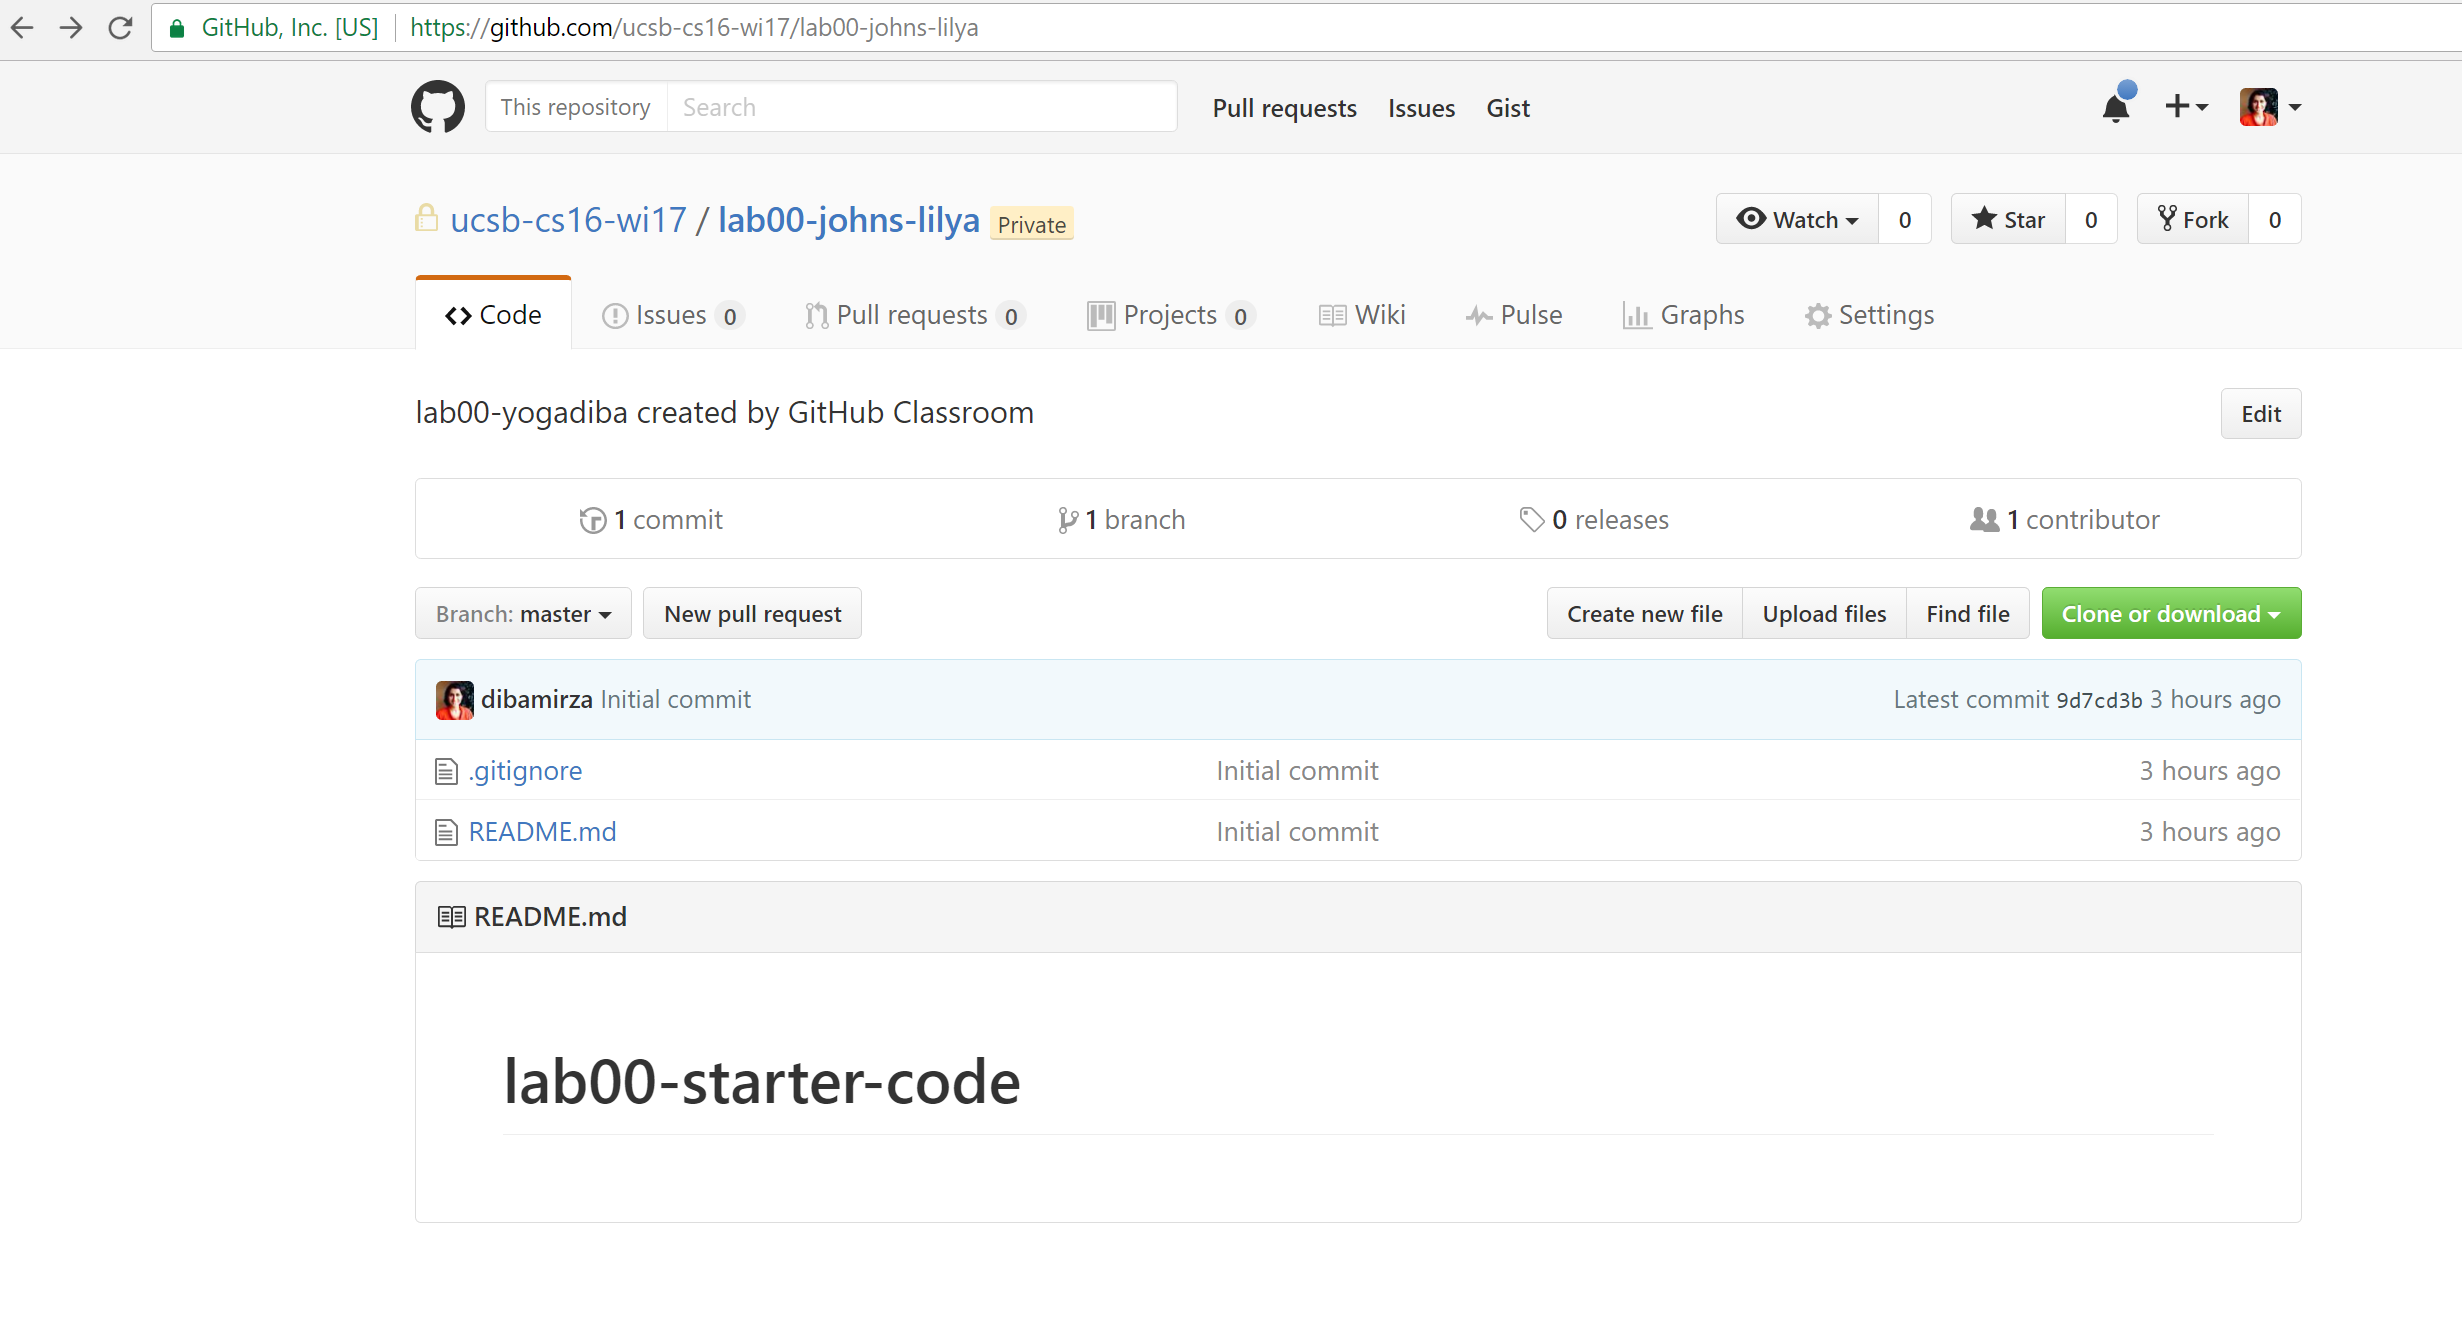 GitHub, Inc. [US] https://github.com/ucsb-cs16-wi17/lab00-johns-lilya
This repository Search Pull requests Issues Gist
ucsb-cs16-wi17 / lab00-johns-lilya Private Watch 0 Star 0 Fork 0
Code Issues 0 Pull requests 0 Projects 0 Wiki Pulse Graphs Settings
lab00-yogadiba created by GitHub Classroom Edit
1 commit 1 branch 0 releases 1 contributor
Branch: master New pull request Create new file Upload files Find file Clone or download
dibamirza Initial commit Latest commit 9d7cd3b 3 hours ago
.gitignore Initial commit 3 hours ago
README.md Initial commit 3 hours ago
README.md
lab00-starter-code